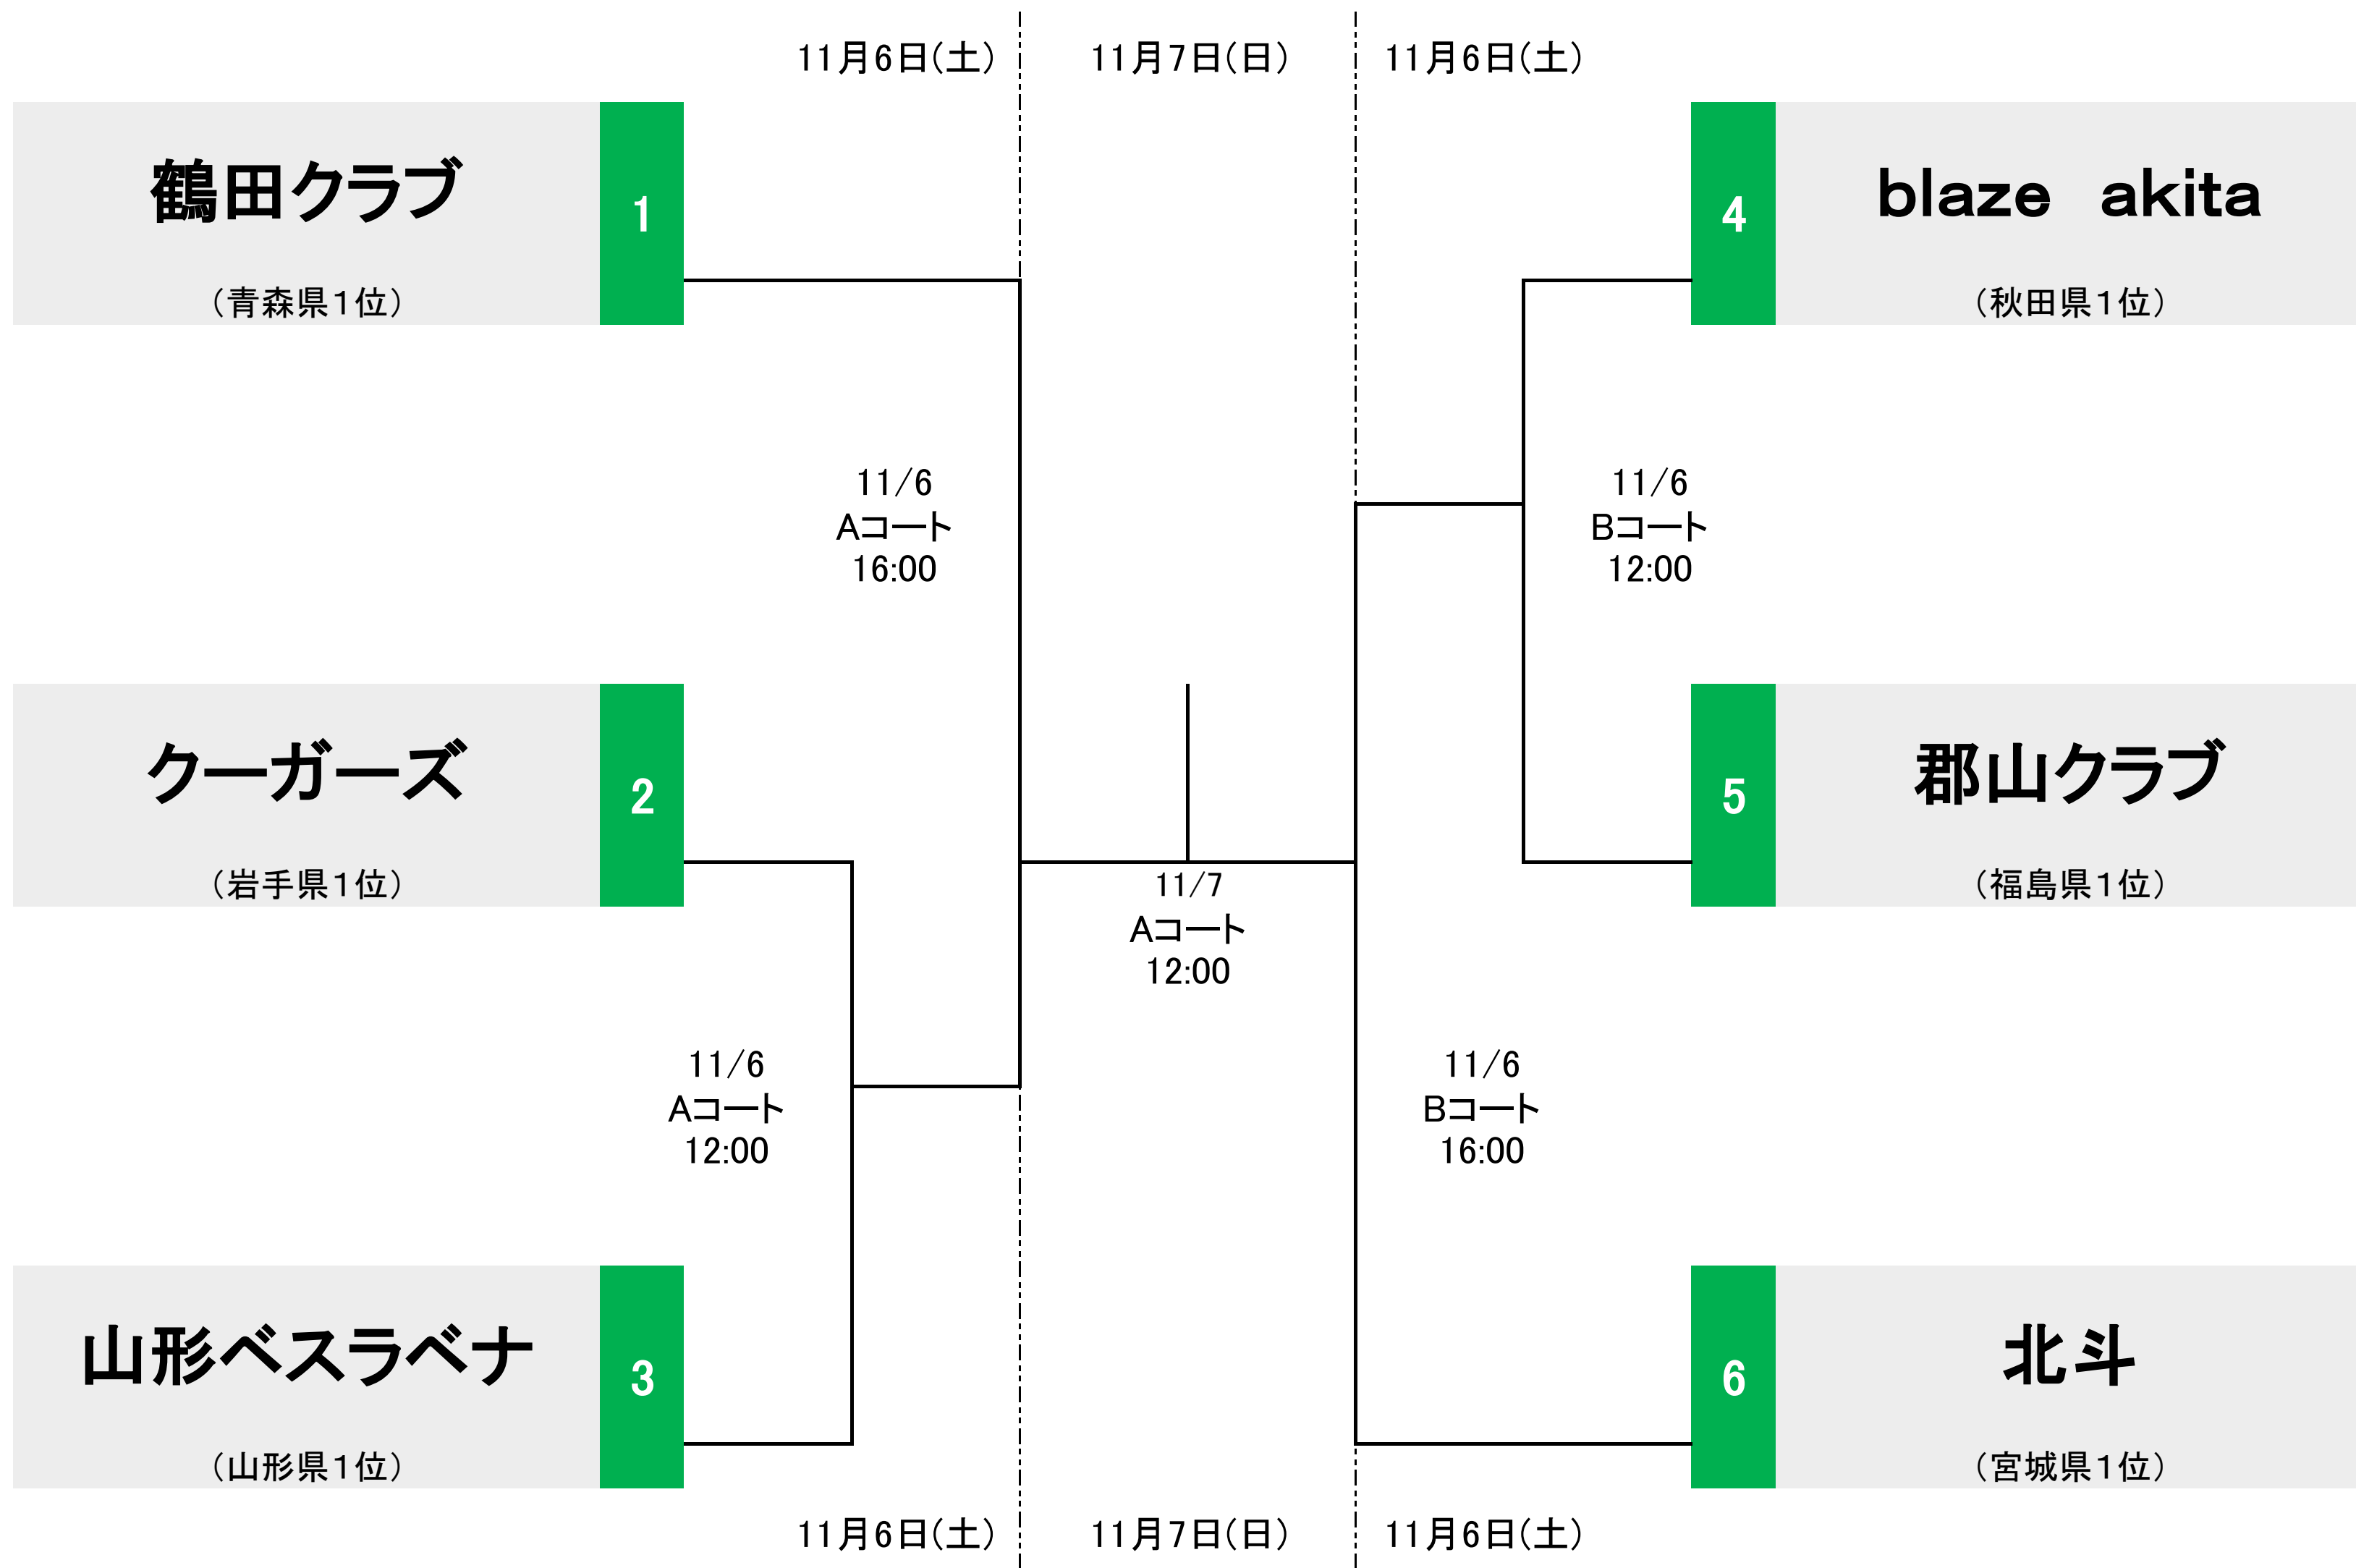 11月6日(土) 11月7日(日) 11月6日(土)
鶴田クラブ
1
（青森県１位）
4
blaze　akita
（秋田県１位）
11/6
Aコート
16:00
11/6
Bコート
12:00
クーガーズ
2
（岩手県１位）
5
郡山クラブ
（福島県１位）
11/7
Aコート
12:00
11/6
Aコート
12:00
11/6
Bコート
16:00
山形ベスラベナ
3
（山形県１位）
6
北斗
（宮城県１位）
11月6日(土) 11月7日(日) 11月6日(土)